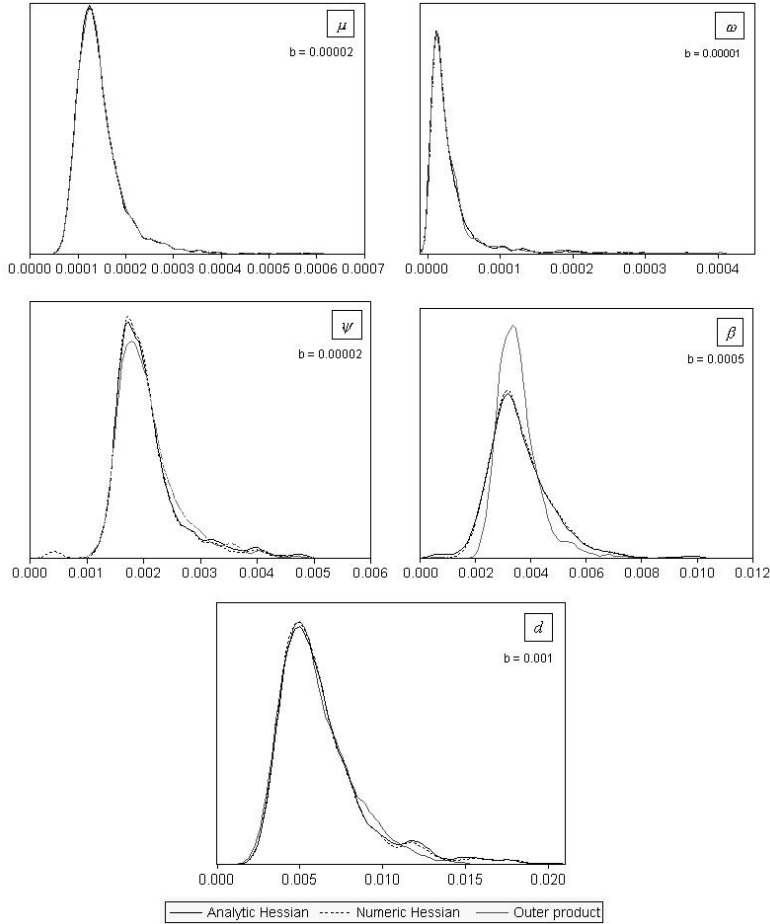 μ
b = 0.00002
0.0000 0.0001 0.0002 0.0003 0.0004 0.0005 0.0006 0.0007
ω
b = 0.00001
0.0000 0.0001 0.0002 0.0003 0.0004
ψ
b = 0.00002
0.000 0.001 0.002 0.003 0.004 0.005 0.006
β
b = 0.0005
0.000 0.002 0.004 0.006 0.008 0.010 0.012
d
b = 0.001
0.000 0.005 0.010 0.015 0.020
Analytic Hessian Numeric Hessian Outer product